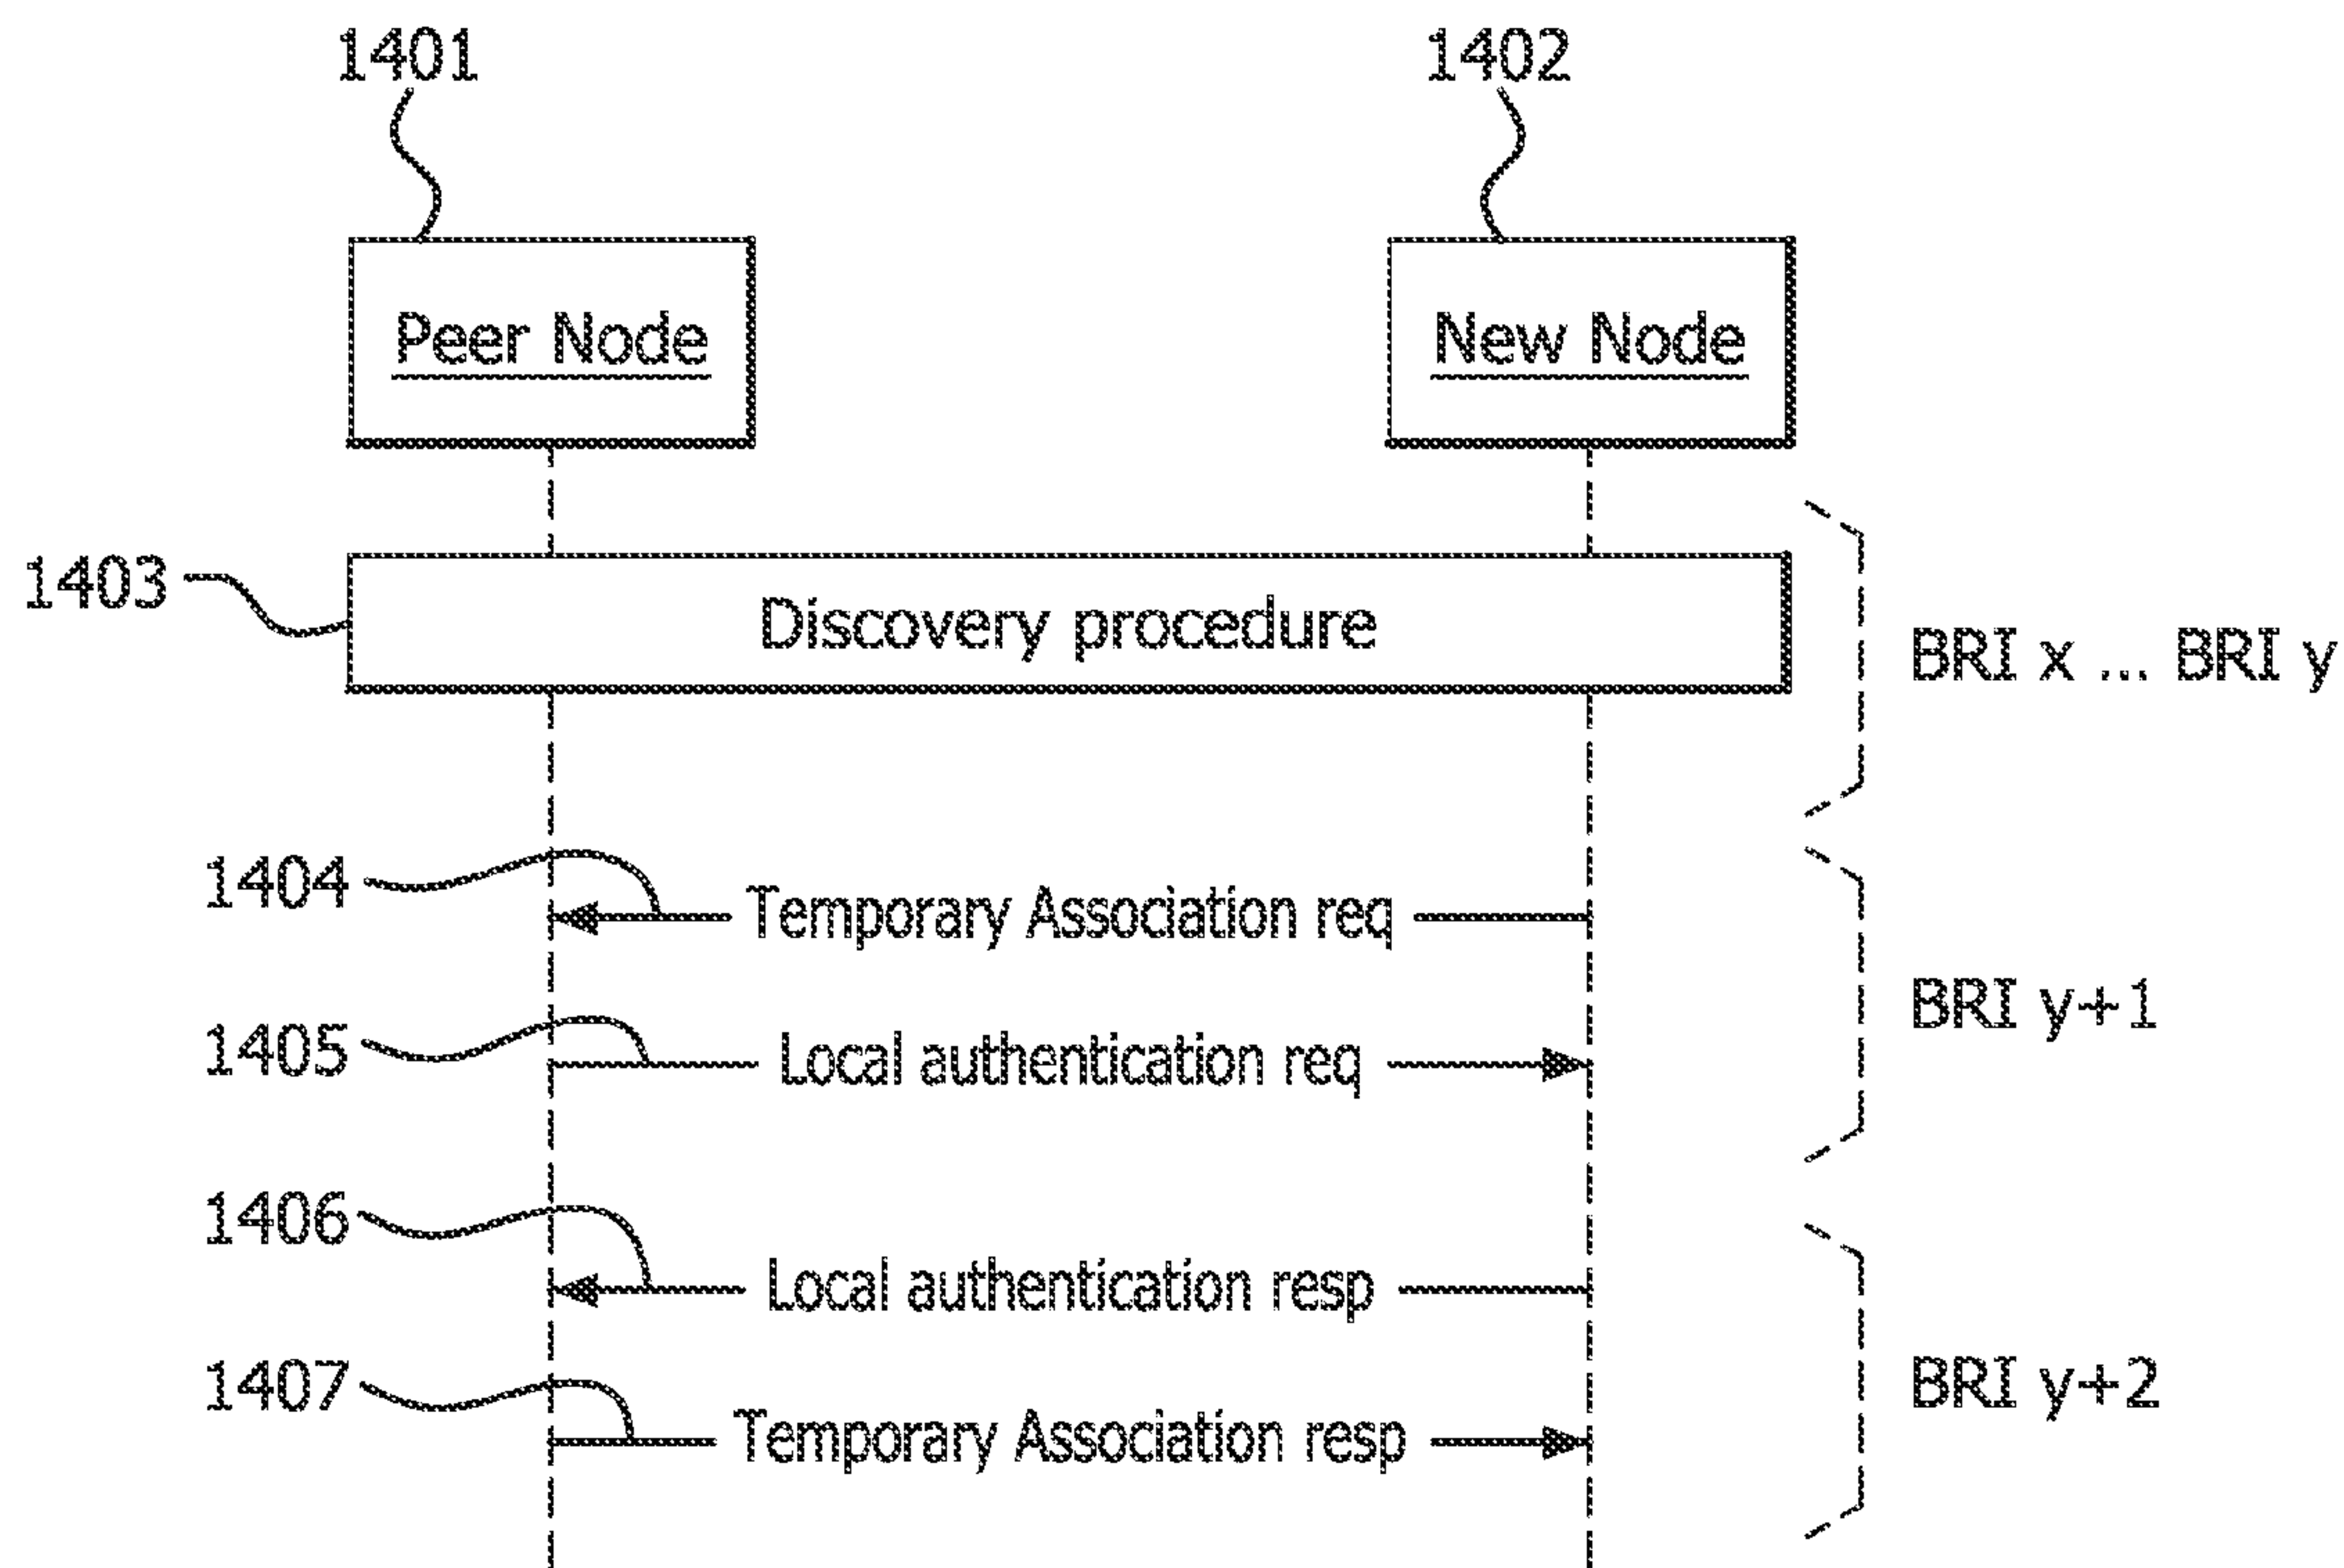 1401
1402
Peer Node
New Node
1403
Discovery procedure
BRI x ... BRI y
1404
Temporary Association req
BRI y+1
1405
Local authentication req
1406
Local authentication resp
1407
BRI y+2
Temporary Association resp